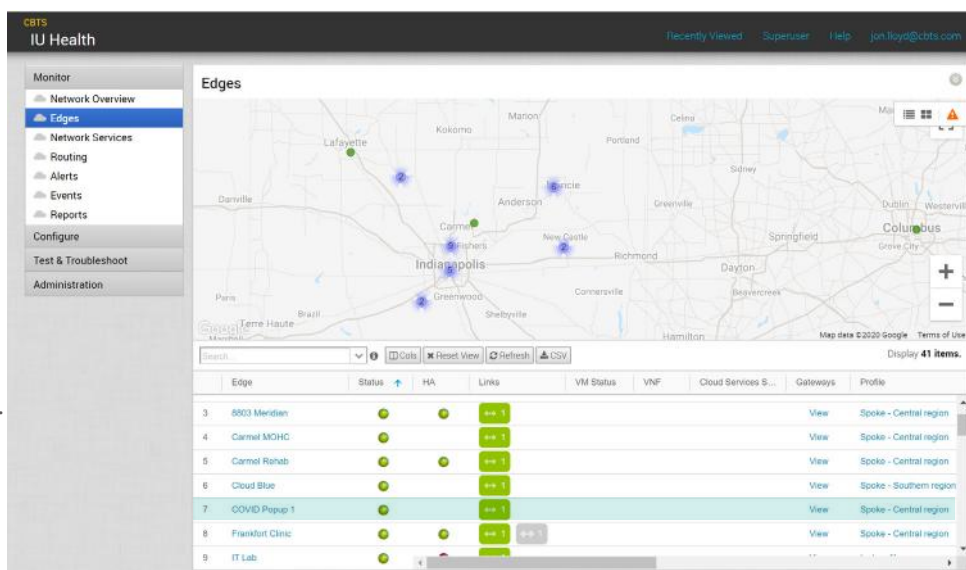 CBTS
IU Health
Recently Viewed Superuser Help jon.lloyd@cbts.com
Monitor
Network Overview
Edges
Network Services
Routing
Alerts
Events
Reports
Configure
Test & Troubleshoot
Administration
Edges
Marion
Celina
Kokomo
Lafayette
Portland
2
Sidney
6
Danville
Anderson
Greenville
Dublin
Carmel
Columbus
Fishers
New Castle
2
Springfield
Grove City
Indianapolis
5
Richmond
Dayton
Connersville
Beavercreek
Paris
2
Greenwood
Brazil
Shelbyville
Google
Terre Haute
Hamilton
Map data ©2020 Google Terms of Use
Search Cols Reset View Refresh CSV Display 41 items.
Edge Status HA Links VM Status VNF Cloud Services S... Gateways Profile
3 8803 Meridian 1 View Spoke - Central region
4 Carmel MOHC 1 View Spoke - Central region
5 Carmel Rehab 1 View Spoke - Central region
6 Cloud Blue 1 View Spoke - Southern region
7 COVID Popup 1 1 View Spoke - Central region
8 Frankfort Clinic 1 1 View Spoke - Central region
9 IT Lab